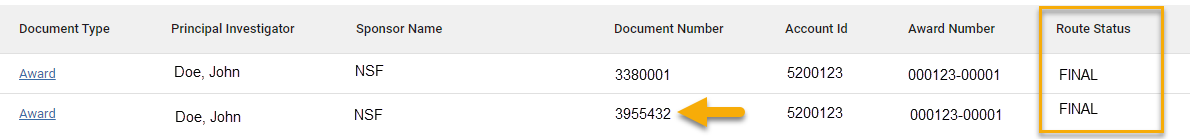 Document Type Principal Investigator Sponsor Name Document Number Account Id Award Number Route Status
Award Doe, John NSF 3380001 5200123 000123-00001 FINAL
Award Doe, John NSF 3955432 5200123 000123-00001 FINAL